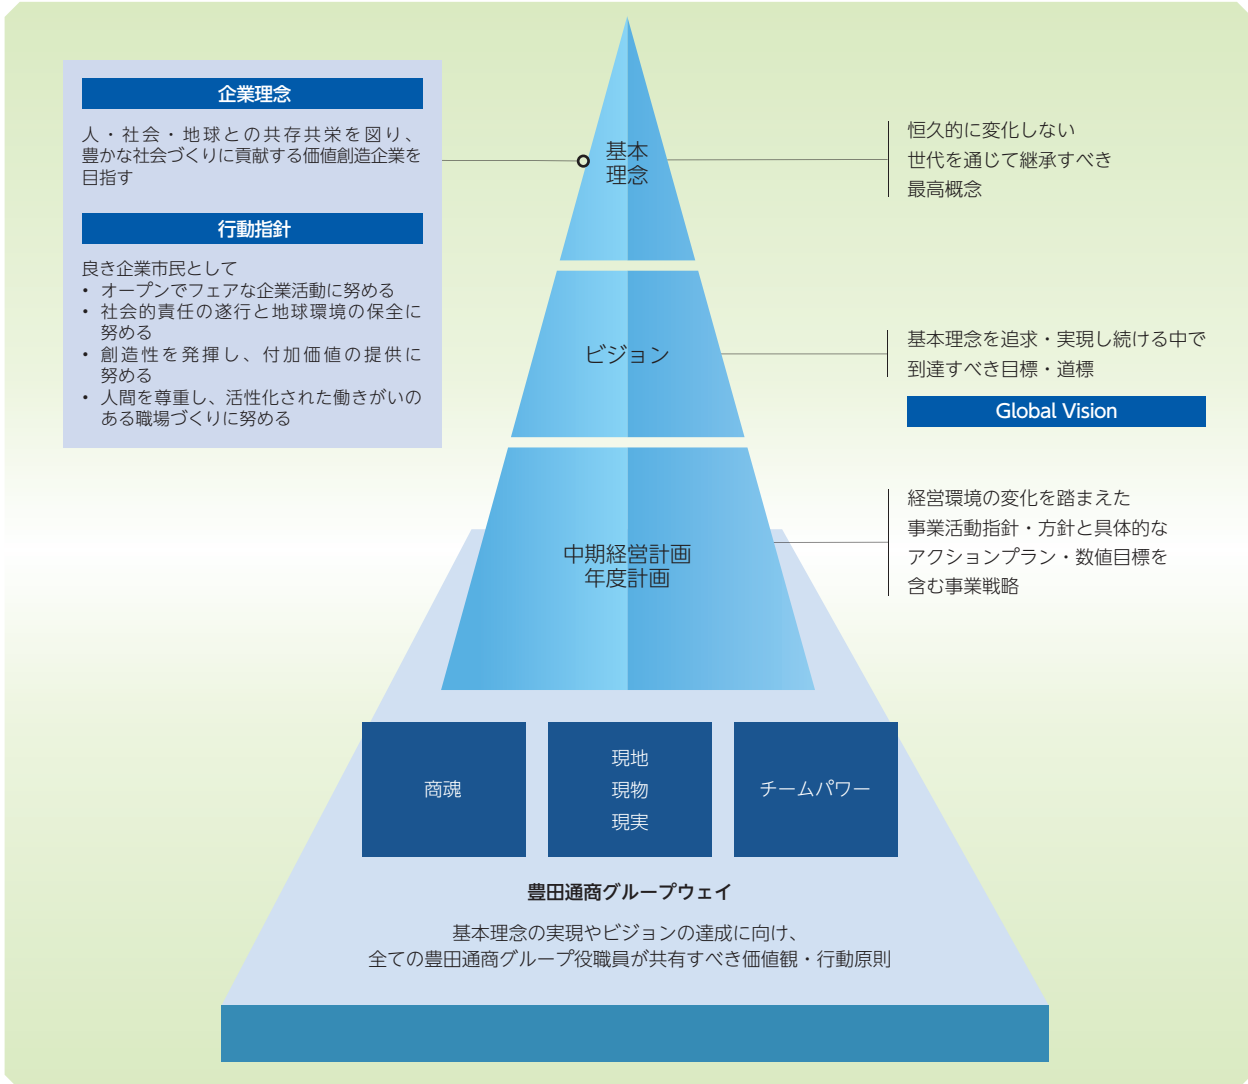 企業理念
人・社会・地球との共存共栄を図り、
豊かな社会づくりに貢献する価値創造企業を
目指す
行動指針
良き企業市民として
• オープンでフェアな企業活動に努める
• 社会的責任の遂行と地球環境の保全に
努める
• 創造性を発揮し、付加価値の提供に
努める
• 人間を尊重し、活性化された働きがいの
ある職場づくりに努める
基本
理念
恒久的に変化しない
世代を通じて継承すべき
最高概念
ビジョン
基本理念を追求・実現し続ける中で
到達すべき目標・道標
Global Vision
中期経営計画
年度計画
経営環境の変化を踏まえた
事業活動指針・方針と具体的な
アクションプラン・数値目標を
含む事業戦略
商魂
現地
現物
現実
チームパワー
豊田通商グループウェイ
基本理念の実現やビジョンの達成に向け、
全ての豊田通商グループ役職員が共有すべき価値観・行動原則